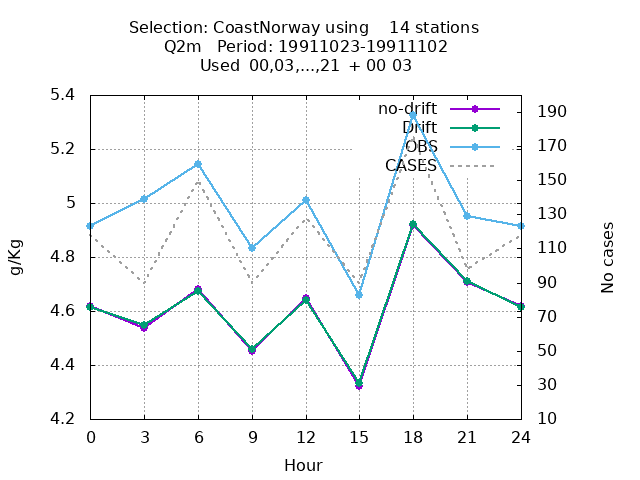 Selection: CoastNorway using    14 stations
Q2m   Period: 19911023-19911102
Used  00,03,...,21 + 00 03
no-drift
Drift
OBS
CASES
5.4
5.2
5
4.8
4.6
4.4
4.2
190
170
150
130
110
90
70
50
30
10
g/Kg
No cases
0 3 6 9 12 15 18 21 24
Hour